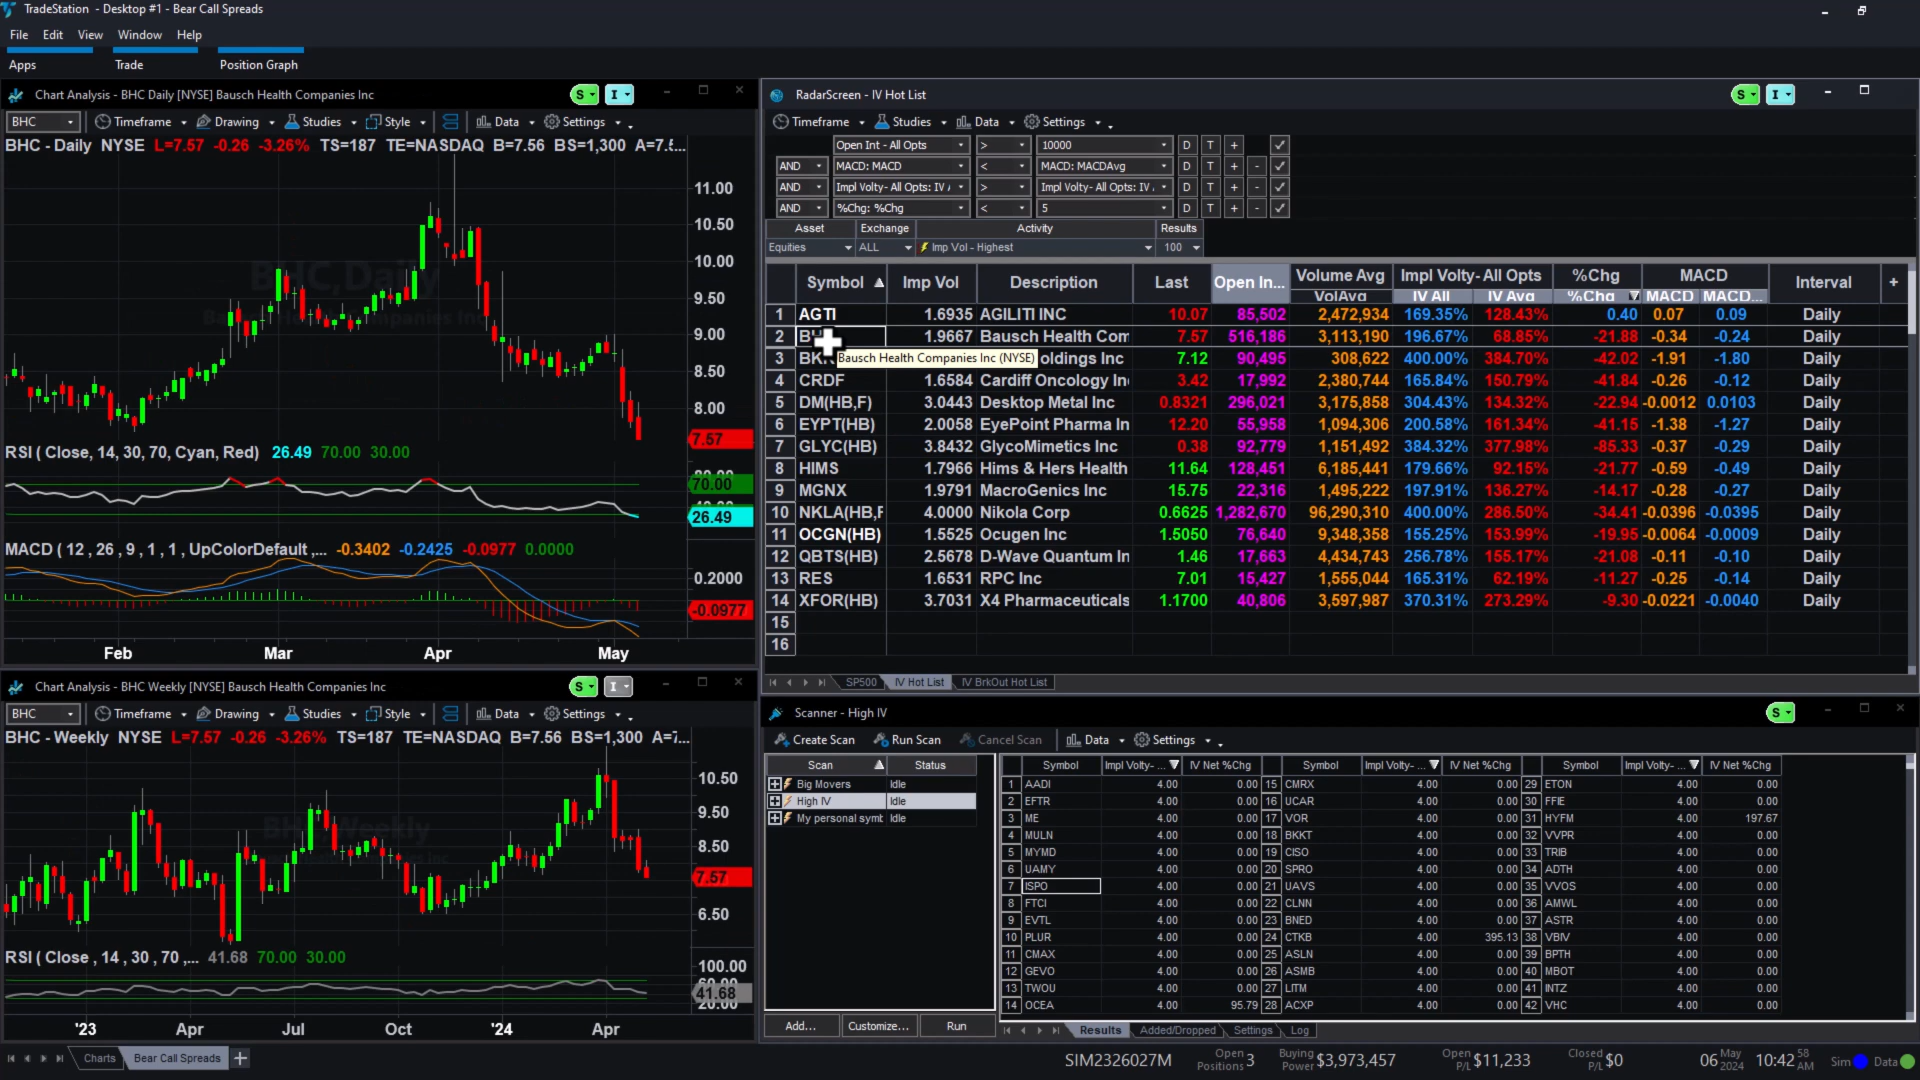 TradeStation - Desktop #1 - Bear Call Spreads
File Edit View Window Help
Apps Trade Position Graph
Chart Analysis - BHC Daily [NYSE] Bausch Health Companies Inc
BHC Timeframe Drawing Studies Style Data Settings
BHC - Daily NYSE L=7.57 -0.26 -3.26% TS=187 TE=NASDAQ B=7.56 BS=1,300 A=7.5...
BHC,Daily
11.00
10.50
10.00
9.50
9.00
8.50
8.00
7.57
RSI ( Close, 14, 30, 70, Cyan, Red) 26.49 70.00 30.00
70.00
26.49
MACD ( 12 , 26 , 9 , 1 , 1 , UpColorDefault ,... -0.3402 -0.2425 -0.0977 0.0000
0.2000
-0.0977
Feb Mar Apr May
Chart Analysis - BHC Weekly [NYSE] Bausch Health Companies Inc
BHC Timeframe Drawing Studies Style Data Settings
BHC - Weekly NYSE L=7.57 -0.26 -3.26% TS=187 TE=NASDAQ B=7.56 BS=1,300 A=7...
10.50
9.50
8.50
7.57
6.50
RSI ( Close , 14 , 30 , 70 ,... 41.68 70.00 30.00
100.00
41.68
'23 Apr Jul Oct '24 Apr
Charts Bear Call Spreads +
RadarScreen - IV Hot List
S I
Timeframe Studies Data Settings
Open Int - All Opts > 10000 D T +
AND MACD: MACD < MACD: MACDAvg D T + -
AND Impl Volty- All Opts: IV > Impl Volty- All Opts: IV D T + -
AND %Chg: %Chg < 5 D T + -
Asset Exchange Activity Results
Equities ALL Imp Vol - Highest 100
Symbol Imp Vol Description Last Open In... Volume Avg Impl Volty- All Opts %Chg MACD Interval +
VolAvg IV All IV Avg %Chg MACD MACD...
1 AGTI 1.6935 AGILITI INC 10.07 85,502 2,472,934 169.35% 128.43% 0.40 0.07 0.09 Daily
2 1.9667 Bausch Health Com 7.57 516,186 3,113,190 196.67% 68.85% -21.88 -0.34 -0.24 Daily
Bausch Health Companies Inc (NYSE)
3 oldings Inc 7.12 90,495 308,622 400.00% 384.70% -42.02 -1.91 -1.80 Daily
4 CRDF 1.6584 Cardiff Oncology In 3.42 17,992 2,380,744 165.84% 150.79% -41.84 -0.26 -0.12 Daily
5 DM(HB,F) 3.0443 Desktop Metal Inc 0.8321 296,021 3,175,858 304.43% 134.32% -22.94 -0.0012 0.0103 Daily
6 EYPT(HB) 2.0058 EyePoint Pharma In 12.20 55,958 1,094,306 200.58% 161.34% -41.15 -1.38 -1.27 Daily
7 GLYC(HB) 3.8432 GlycoMimetics Inc 0.38 92,779 1,151,492 384.32% 377.98% -85.33 -0.37 -0.29 Daily
8 HIMS 1.7966 Hims & Hers Health 11.64 128,451 6,185,441 179.66% 92.15% -21.77 -0.59 -0.49 Daily
9 MGNX 1.9791 MacroGenics Inc 15.75 22,316 1,495,222 197.91% 136.27% -14.17 -0.28 -0.27 Daily
10 NKLA(HB,F 4.0000 Nikola Corp 0.6625 1,282,670 96,290,310 400.00% 286.50% -34.41 -0.0396 -0.0395 Daily
11 OCGN(HB) 1.5525 Ocugen Inc 1.5050 76,640 9,348,358 155.25% 153.99% -19.95 -0.0064 -0.0009 Daily
12 QBTS(HB) 2.5678 D-Wave Quantum In 1.46 17,663 4,434,743 256.78% 155.17% -21.08 -0.11 -0.10 Daily
13 RES 1.6531 RPC Inc 7.01 15,427 1,555,044 165.31% 62.19% -11.27 -0.25 -0.14 Daily
14 XFOR(HB) 3.7031 X4 Pharmaceuticals 1.1700 40,806 3,597,987 370.31% 273.29% -9.30 -0.0221 -0.0040 Daily
15
16
SP500 IV Hot List IV BrkOut Hot List
Scanner - High IV
Create Scan Run Scan Cancel Scan Data Settings
Scan Status
Big Movers Idle
High IV Idle
My personal symb Idle
Add... Customize... Run
Symbol Impl Volty- ... IV Net %Chg Symbol Impl Volty- ... IV Net %Chg Symbol Impl Volty- ... IV Net %Chg
1 AADI 4.00 0.00 15 CMRX 4.00 0.00 29 ETON 4.00 0.00
2 EFTR 4.00 0.00 16 UCAR 4.00 0.00 30 FFIE 4.00 0.00
3 ME 4.00 0.00 17 VOR 4.00 0.00 31 HYFM 4.00 197.67
4 MULN 4.00 0.00 18 BKKT 4.00 0.00 32 VVPR 4.00 0.00
5 MYMD 4.00 0.00 19 CISO 4.00 0.00 33 TRIB 4.00 0.00
6 UAMY 4.00 0.00 20 SPRO 4.00 0.00 34 ADTH 4.00 0.00
7 ISPO 4.00 0.00 21 UAVS 4.00 0.00 35 VVOS 4.00 0.00
8 FTCI 4.00 0.00 22 CLNN 4.00 0.00 36 AMWL 4.00 0.00
9 EVTL 4.00 0.00 23 BNED 4.00 0.00 37 ASTR 4.00 0.00
10 PLUR 4.00 0.00 24 CTKB 4.00 395.13 38 VBIV 4.00 0.00
11 CMAX 4.00 0.00 25 ASLN 4.00 0.00 39 BPTH 4.00 0.00
12 GEVO 4.00 0.00 26 ASMB 4.00 0.00 40 MBOT 4.00 0.00
13 TWOU 4.00 0.00 27 LITM 4.00 0.00 41 INTZ 4.00 0.00
14 OCEA 4.00 95.79 28 ACXP 4.00 0.00 42 VHC 4.00 0.00
Results Added/Dropped Settings Log
SIM2326027M Open Positions 3 Buying Power $3,973,457 Open P/L $11,233 Closed P/L $0 06 May 2024 10:42 58 AM Sim Data